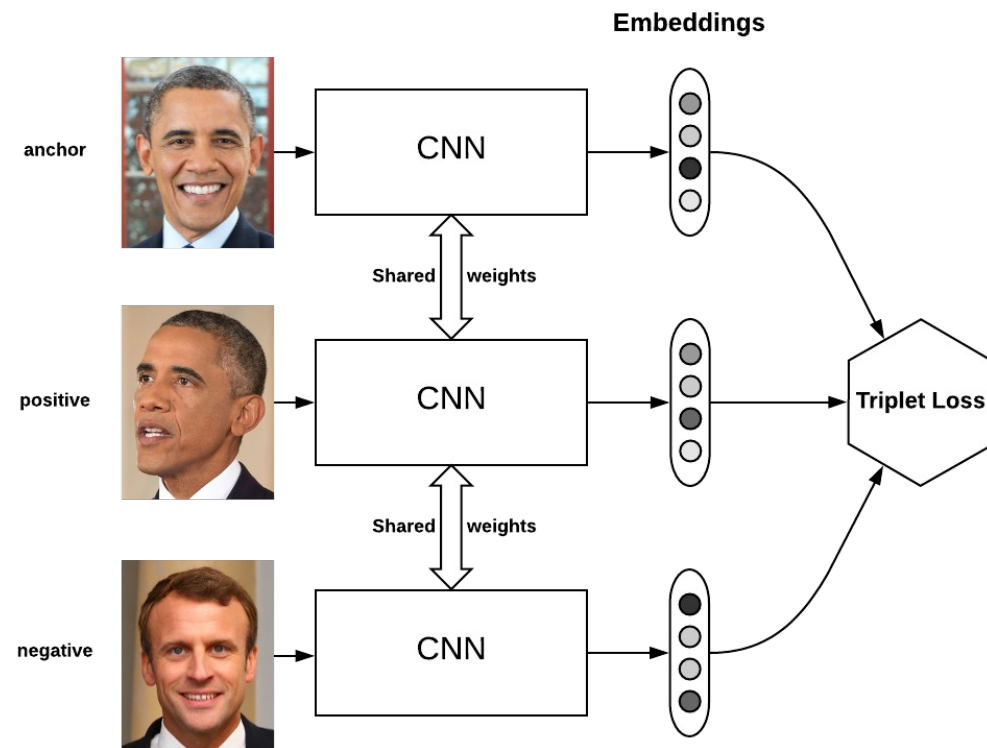 Embeddings
anchor
CNN
Shared weights
positive
CNN
Triplet Loss
Shared weights
negative
CNN